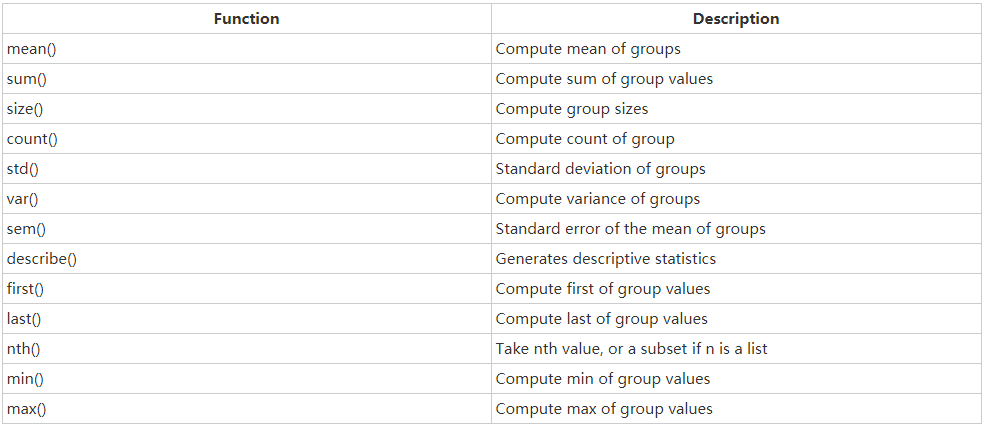 Function Description
mean() Compute mean of groups
sum() Compute sum of group values
size() Compute group sizes
count() Compute count of group
std() Standard deviation of groups
var() Compute variance of groups
sem() Standard error of the mean of groups
describe() Generates descriptive statistics
first() Compute first of group values
last() Compute last of group values
nth() Take nth value, or a subset if n is a list
min() Compute min of group values
max() Compute max of group values